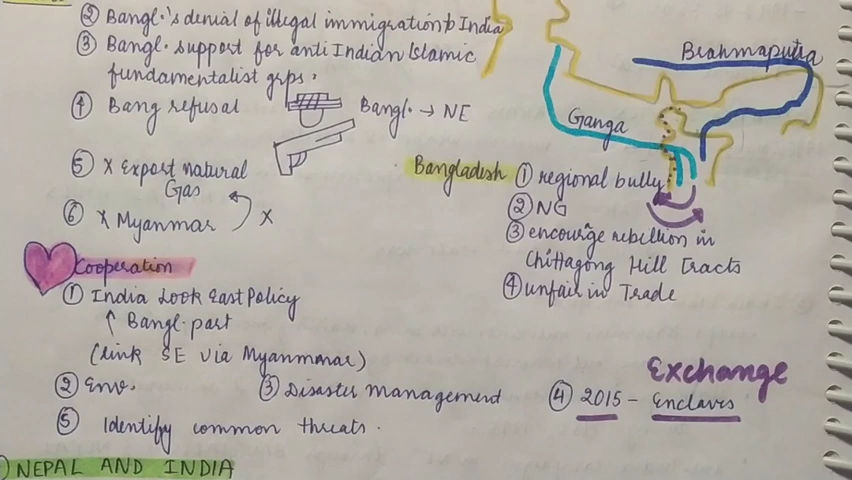 ② Bangl.'s denial of illegal immigration to India
③ Bangl. support for anti Indian Islamic
fundamentalist grps.
④ Bang refusal
Bangl. → NE
⑤ X Export natural
Gas
⑥ X Myanmar X
Brahmaputra
Ganga
Bangladesh ① regional bully
② NG
③ encourge rebellion in
Chittagong Hill Tracts
④ unfair in Trade
Cooperation
① India Look East Policy
↑ Bangl. part
(link SE via Myanmmar)
② Env. ③ Disaster management
Exchange
④ 2015 - Enclaves
⑤ Identify common threats.
NEPAL AND INDIA